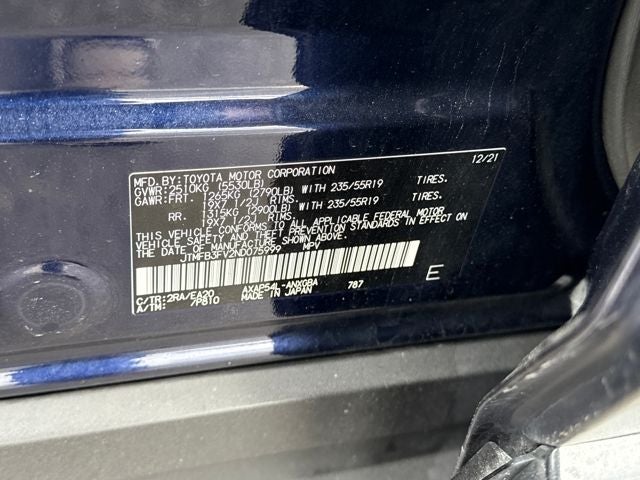 MFD.BY:TOYOTA MOTOR CORPORATION 12/21
GVWR:2510KG (5530LB)
GAWR:FRT. 1265KG (2790LB) WITH 235/55R19 TIRES.
19X7 1/2J RIMS.
RR. 1315KG (2900LB) WITH 235/55R19 TIRES.
19X7 1/2J RIMS.
THIS VEHICLE CONFORMS TO ALL APPLICABLE FEDERAL MOTOR
VEHICLE SAFETY AND THEFT PREVENTION STANDARDS IN EFFECT
ON THE DATE OF MANUFACTURE SHOWN ABOVE.
JTMFB3FV2ND075999 MPV
E
C/TR:2RA/EA20 AXAP54L-ANXGBA 787
A/TM: /P810 MADE IN JAPAN